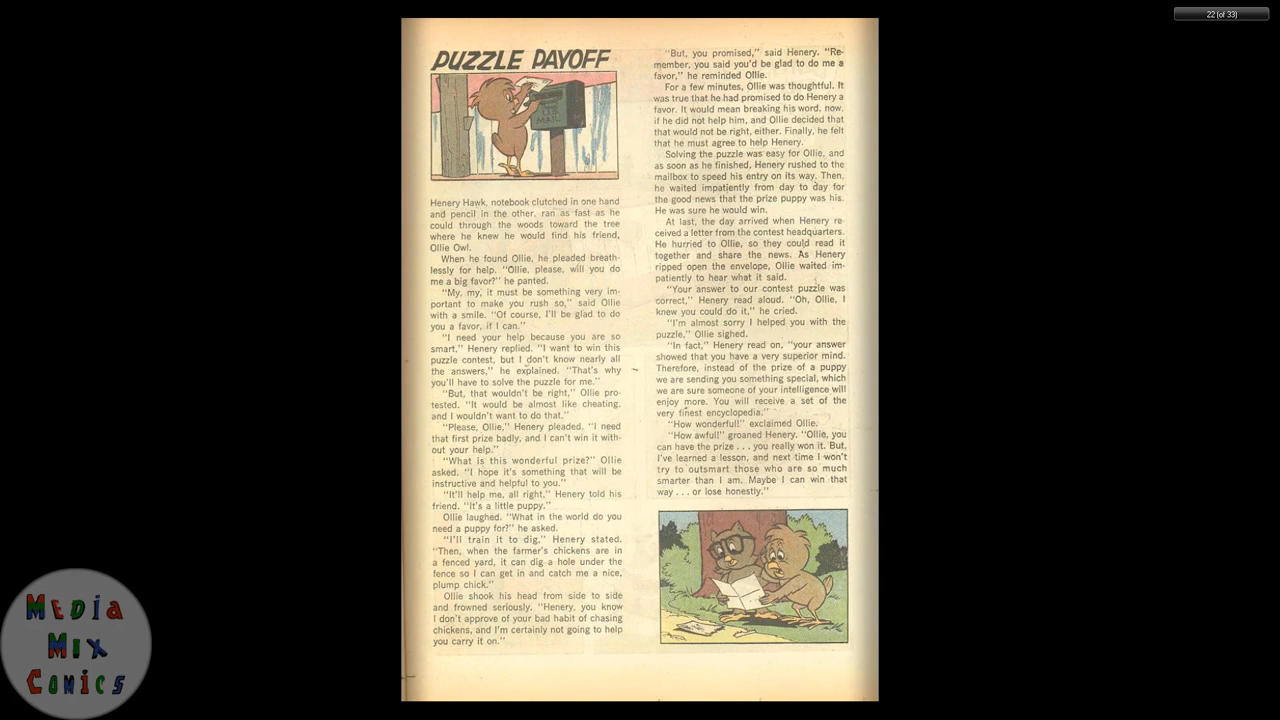 22 (of 33)
PUZZLE PAYOFF
U.S.
MAIL
Henery Hawk, notebook clutched in one hand
and pencil in the other, ran as fast as he
could through the woods toward the tree
where he knew he would find his friend,
Ollie Owl.
When he found Ollie, he pleaded breath-
lessly for help. "Ollie, please, will you do
me a big favor?" he panted.
"My, my, it must be something very im-
portant to make you rush so," said Ollie
with a smile. "Of course, I'll be glad to do
you a favor, if I can."
"I need your help because you are so
smart," Henery replied. "I want to win this
puzzle contest, but I don't know nearly all
the answers," he explained. "That's why
you'll have to solve the puzzle for me."
"But, that wouldn't be right," Ollie pro-
tested. "It would be almost like cheating,
and I wouldn't want to do that."
"Please, Ollie," Henery pleaded. "I need
that first prize badly, and I can't win it with-
out your help."
"What is this wonderful prize?" Ollie
asked. "I hope it's something that will be
instructive and helpful to you."
"It'll help me, all right," Henery told his
friend. "It's a little puppy."
Ollie laughed. "What in the world do you
need a puppy for?" he asked.
"I'll train it to dig," Henery stated.
"Then, when the farmer's chickens are in
a fenced yard, it can dig a hole under the
fence so I can get in and catch me a nice,
plump chick."
Ollie shook his head from side to side
and frowned seriously. "Henery, you know
I don't approve of your bad habit of chasing
chickens, and I'm certainly not going to help
you carry it on."
"But, you promised," said Henery. "Re-
member, you said you'd be glad to do me a
favor," he reminded Ollie.
For a few minutes, Ollie was thoughtful. It
was true that he had promised to do Henery a
favor. It would mean breaking his word, now,
if he did not help him, and Ollie decided that
that would not be right, either. Finally, he felt
that he must agree to help Henery.
Solving the puzzle was easy for Ollie, and
as soon as he finished, Henery rushed to the
mailbox to speed his entry on its way. Then,
he waited impatiently from day to day for
the good news that the prize puppy was his.
He was sure he would win.
At last, the day arrived when Henery re-
ceived a letter from the contest headquarters.
He hurried to Ollie, so they could read it
together and share the news. As Henery
ripped open the envelope, Ollie waited im-
patiently to hear what it said.
"Your answer to our contest puzzle was
correct," Henery read aloud. "Oh, Ollie, I
knew you could do it," he cried.
"I'm almost sorry I helped you with the
puzzle," Ollie sighed.
"In fact," Henery read on, "your answer
showed that you have a very superior mind.
Therefore, instead of the prize of a puppy
we are sending you something special, which
we are sure someone of your intelligence will
enjoy more. You will receive a set of the
very finest encyclopedia."
"How wonderful!" exclaimed Ollie.
"How awful!" groaned Henery. "Ollie, you
can have the prize . . . you really won it. But,
I've learned a lesson, and next time I won't
try to outsmart those who are so much
smarter than I am. Maybe I can win that
way . . . or lose honestly."
MEDIA
MIX
COMICS